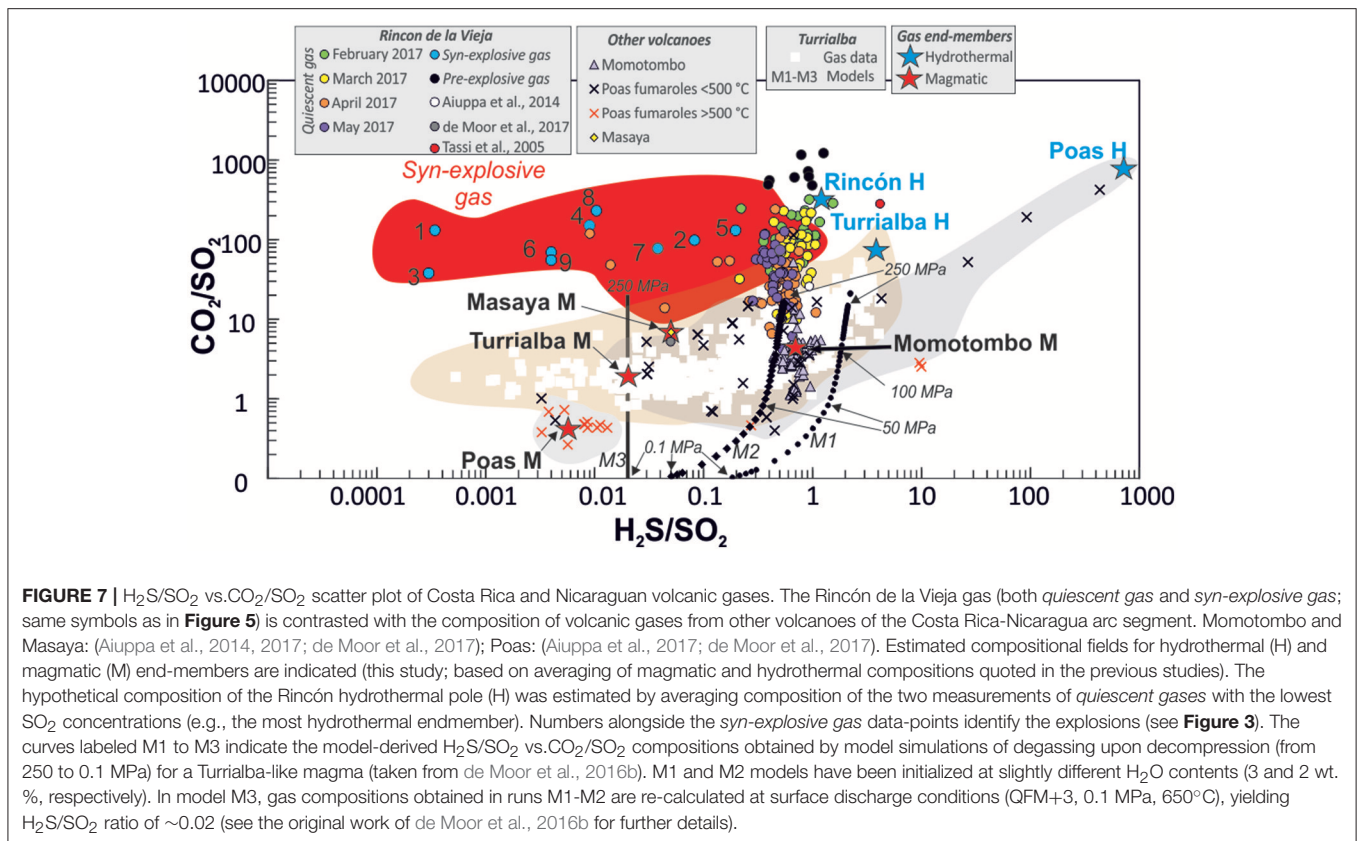 Rincon de la Vieja
Quiescent gas
February 2017
March 2017
April 2017
May 2017
Syn-explosive gas
Pre-explosive gas
Aiuppa et al., 2014
de Moor et al., 2017
Tassi et al., 2005
Other volcanoes
Momotombo
Poas fumaroles <500 °C
Poas fumaroles >500 °C
Masaya
Turrialba
Gas data
M1-M3 Models
Gas end-members
Hydrothermal
Magmatic
10000
1000
100
10
1
0
CO2/SO2
Syn-explosive
gas
1
3
6
9
8
4
7
2
5
Poas H
Rincón H
Turrialba H
250 MPa
250 MPa
Masaya M
Turrialba M
Momotombo M
100 MPa
50 MPa
Poas M
M3
0.1 MPa
M2
M1
0.0001
0.001
0.01
0.1
1
10
100
1000
H2S/SO2
FIGURE 7 | H2S/SO2 vs.CO2/SO2 scatter plot of Costa Rica and Nicaraguan volcanic gases. The Rincón de la Vieja gas (both quiescent gas and syn-explosive gas;
same symbols as in Figure 5) is contrasted with the composition of volcanic gases from other volcanoes of the Costa Rica-Nicaragua arc segment. Momotombo and
Masaya: (Aiuppa et al., 2014, 2017; de Moor et al., 2017); Poas: (Aiuppa et al., 2017; de Moor et al., 2017). Estimated compositional fields for hydrothermal (H) and
magmatic (M) end-members are indicated (this study; based on averaging of magmatic and hydrothermal compositions quoted in the previous studies). The
hypothetical composition of the Rincón hydrothermal pole (H) was estimated by averaging composition of the two measurements of quiescent gases with the lowest
SO2 concentrations (e.g., the most hydrothermal endmember). Numbers alongside the syn-explosive gas data-points identify the explosions (see Figure 3). The
curves labeled M1 to M3 indicate the model-derived H2S/SO2 vs.CO2/SO2 compositions obtained by model simulations of degassing upon decompression (from
250 to 0.1 MPa) for a Turrialba-like magma (taken from de Moor et al., 2016b). M1 and M2 models have been initialized at slightly different H2O contents (3 and 2 wt.
%, respectively). In model M3, gas compositions obtained in runs M1-M2 are re-calculated at surface discharge conditions (QFM+3, 0.1 MPa, 650°C), yielding
H2S/SO2 ratio of ~0.02 (see the original work of de Moor et al., 2016b for further details).